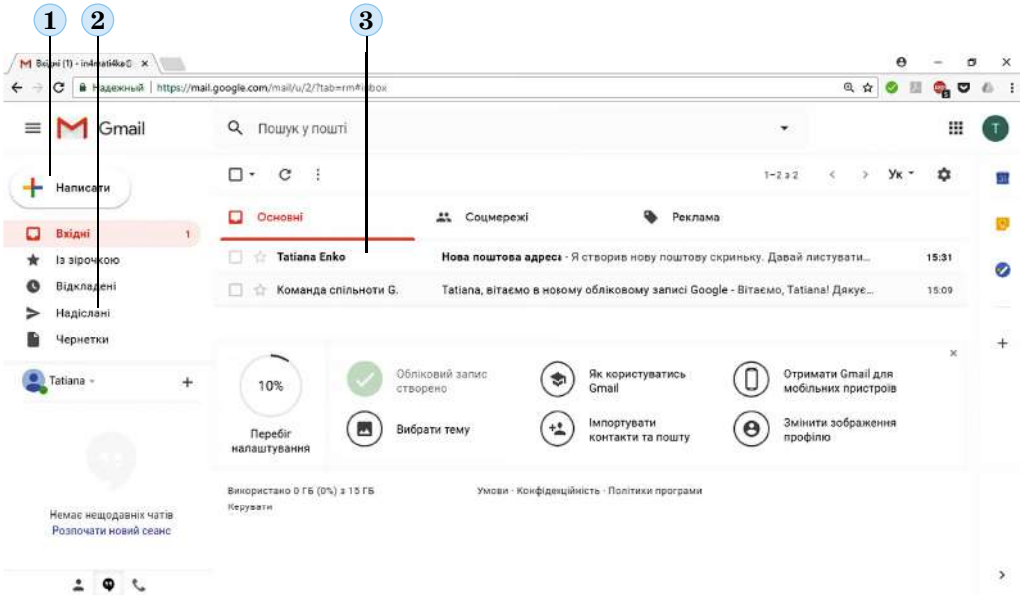 1 2 3
Вхідні (1) - in4mati4ka@
Надежный | https://mail.google.com/mail/u/2/?tab=rm#inbox
Gmail
Пошук у пошті
T
Написати
1–2 з 2
Ук
Основні
Соцмережі
Реклама
Вхідні 1
Із зірочкою
Відкладені
Надіслані
Чернетки
Tatiana Enko
Нова поштова адреса - Я створив нову поштову скриньку. Давай листувати...
15:31
Команда спільноти G.
Tatiana, вітаємо в новому обліковому записі Google - Вітаємо, Tatiana! Дякує...
15:09
Tatiana
10%
Перебіг
налаштування
Обліковий запис
створено
Як користуватись
Gmail
Отримати Gmail для
мобільних пристроїв
Вибрати тему
Імпортувати
контакти та пошту
Змінити зображення
профілю
Використано 0 ГБ (0%) з 15 ГБ
Керувати
Умови · Конфіденційність · Політики програми
Немає нещодавніх чатів
Розпочати новий сеанс